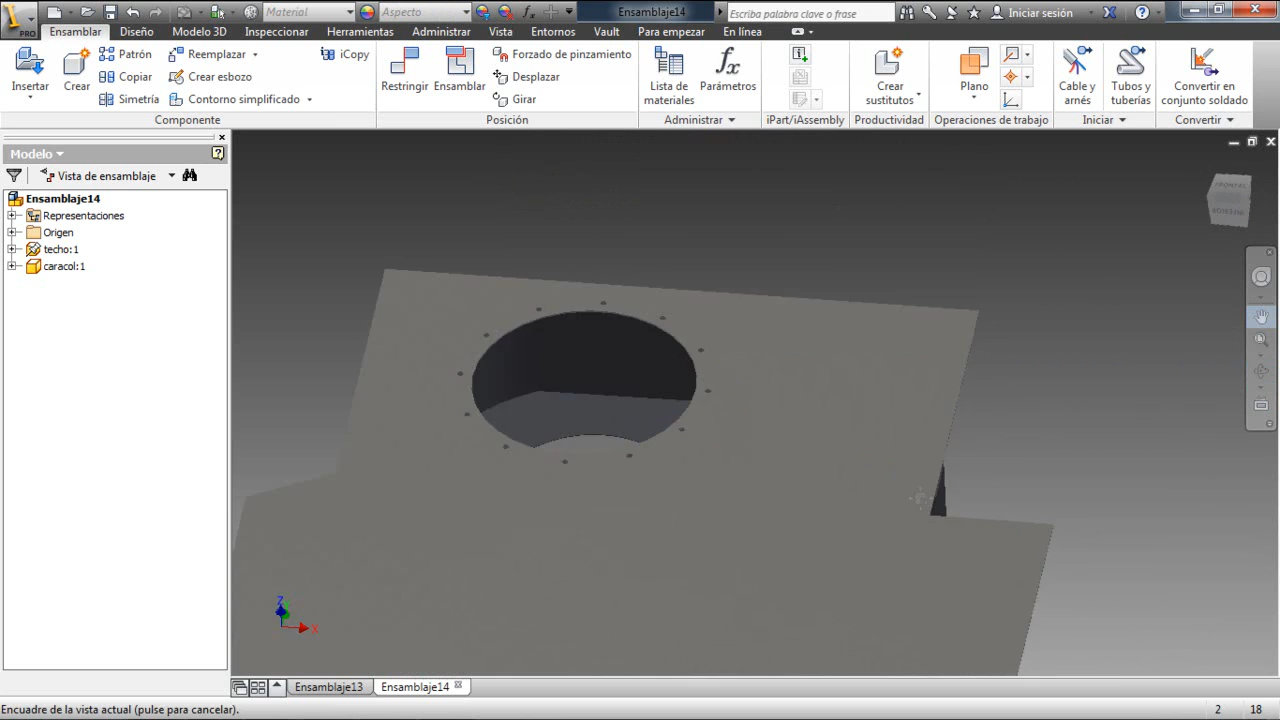 PRO
Material
Aspecto
Ensamblaje14
Escriba palabra clave o frase
Iniciar sesión
Ensamblar Diseño Modelo 3D Inspeccionar Herramientas Administrar Vista Entornos Vault Para empezar En línea
Insertar
Crear
Patrón
Copiar
Simetría
Reemplazar
Crear esbozo
Contorno simplificado
iCopy
Componente
Restringir
Ensamblar
Forzado de pinzamiento
Desplazar
Girar
Posición
Lista de materiales
Parámetros
Administrar
iPart/iAssembly
Crear sustitutos
Productividad
Plano
Operaciones de trabajo
Cable y arnés
Tubos y tuberías
Iniciar
Convertir en conjunto soldado
Convertir
Modelo
Vista de ensamblaje
Ensamblaje14
Representaciones
Origen
techo:1
caracol:1
FRONTAL
Z
X
Ensamblaje13
Ensamblaje14
Encuadre de la vista actual (pulse para cancelar).
2
18